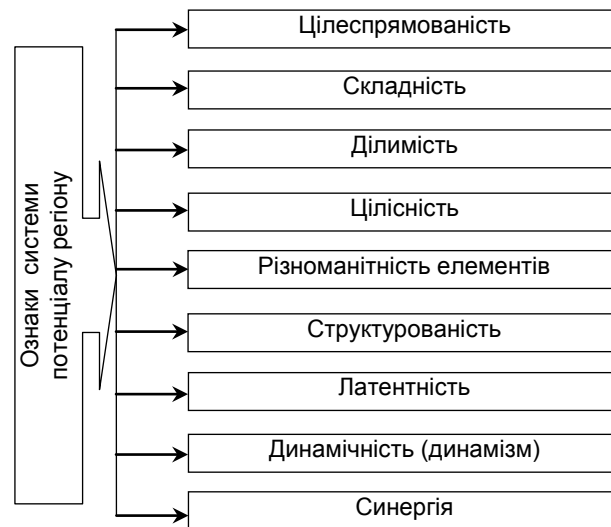 Ознаки системи
потенціалу регіону
Цілеспрямованість
Складність
Ділимість
Цілісність
Різноманітність елементів
Структурованість
Латентність
Динамічність (динамізм)
Синергія